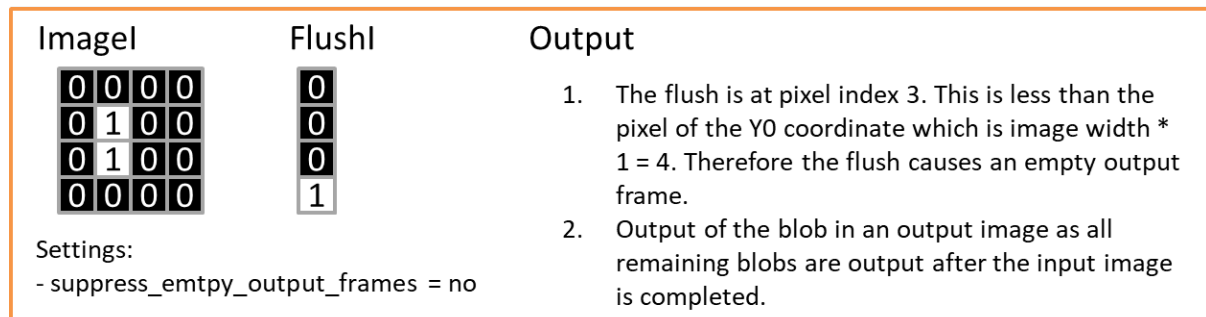 ImageI FlushI Output
0 0 0 0 0
0 1 0 0 0
0 1 0 0 0
0 0 0 0 1
Settings:
- suppress_emtpy_output_frames = no
1. The flush is at pixel index 3. This is less than the
pixel of the Y0 coordinate which is image width *
1 = 4. Therefore the flush causes an empty output
frame.
2. Output of the blob in an output image as all
remaining blobs are output after the input image
is completed.